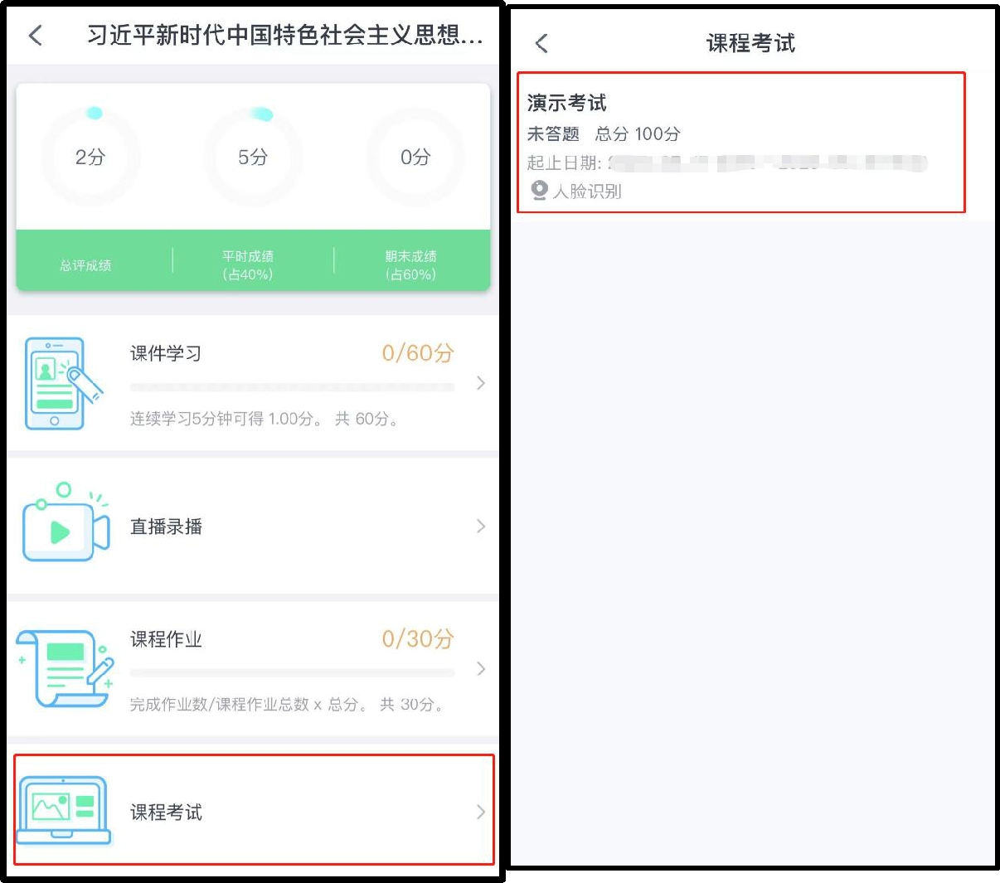 习近平新时代中国特色社会主义思想...
2分
5分
0分
总评成绩
平时成绩
(占40%)
期末成绩
(占60%)
课件学习
0/60分
连续学习5分钟可得 1.00分。 共 60分。
直播录播
课程作业
0/30分
完成作业数/课程作业总数 x 总分。 共 30分。
课程考试
课程考试
演示考试
未答题 总分 100分
起止日期:
人脸识别